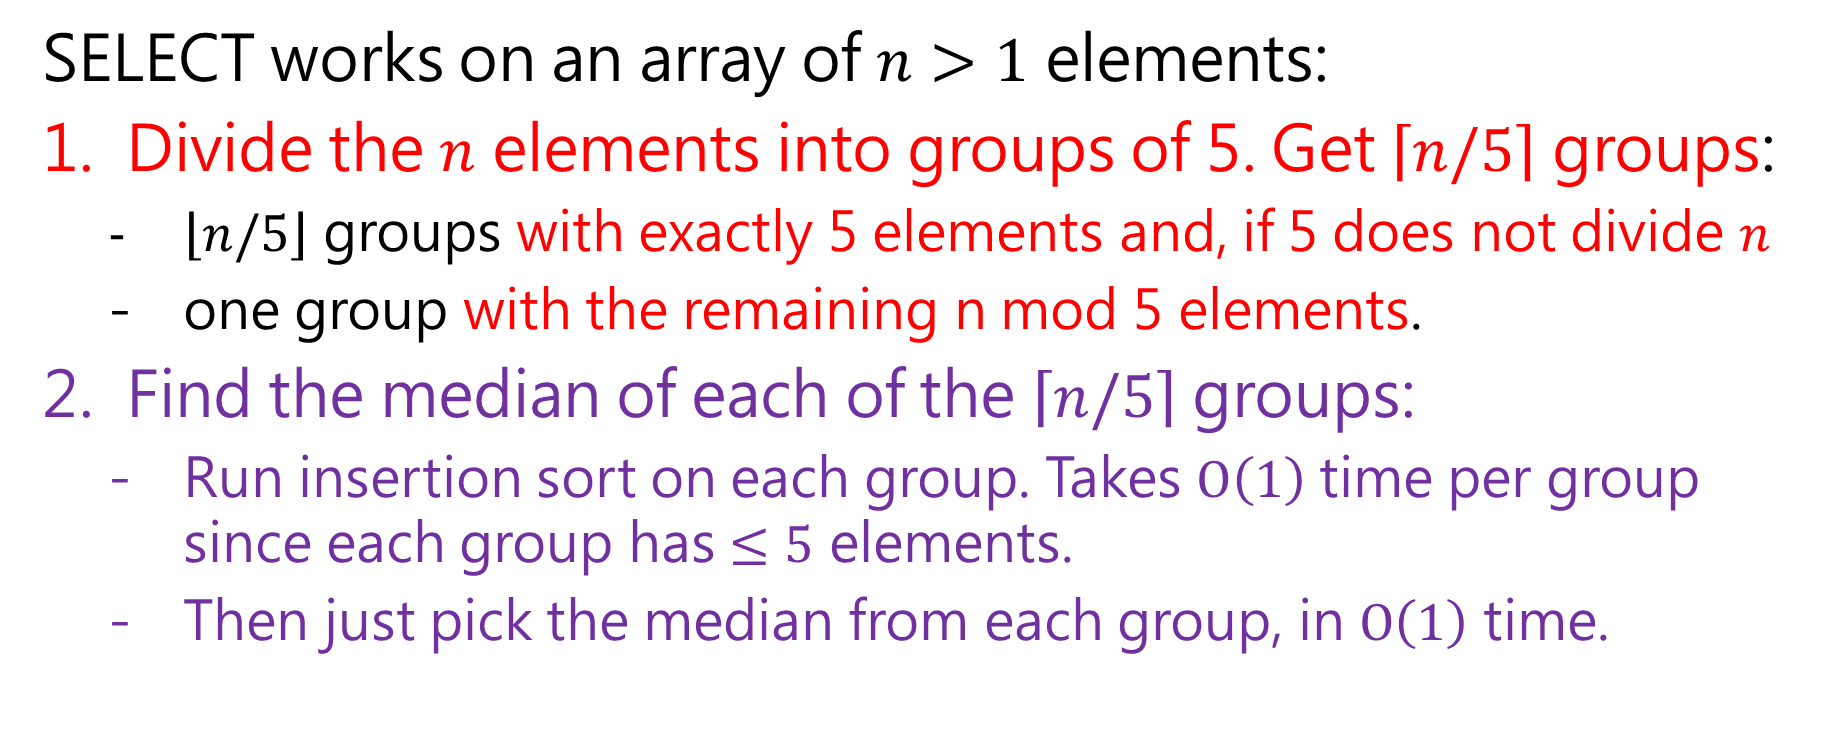 SELECT works on an array of n > 1 elements:
1. Divide the n elements into groups of 5. Get ⌈n/5⌉ groups:
- ⌊n/5⌋ groups with exactly 5 elements and, if 5 does not divide n
- one group with the remaining n mod 5 elements.
2. Find the median of each of the ⌈n/5⌉ groups:
- Run insertion sort on each group. Takes O(1) time per group
since each group has ≤ 5 elements.
- Then just pick the median from each group, in O(1) time.